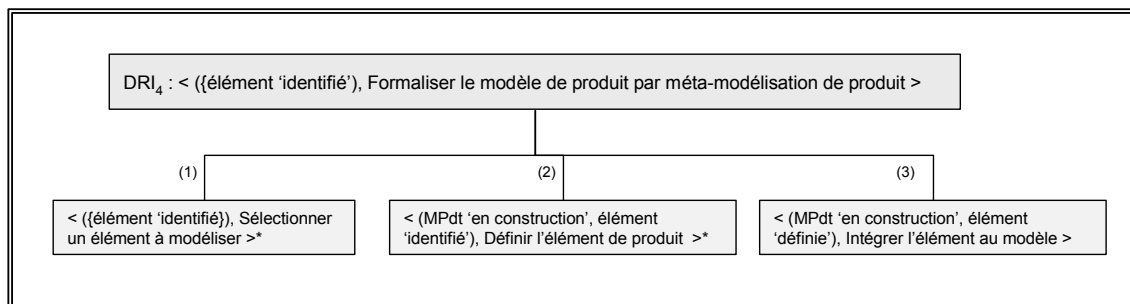 DRI4 : < ({élément ‘identifié’), Formaliser le modèle de produit par méta-modélisation de produit >
(1)
(2)
(3)
< ({élément ‘identifié}), Sélectionner
un élément à modéliser >*
< (MPdt ‘en construction’, élément
‘identifié’), Définir l’élément de produit >*
< (MPdt ‘en construction’, élément
‘définie’), Intégrer l’élément au modèle >